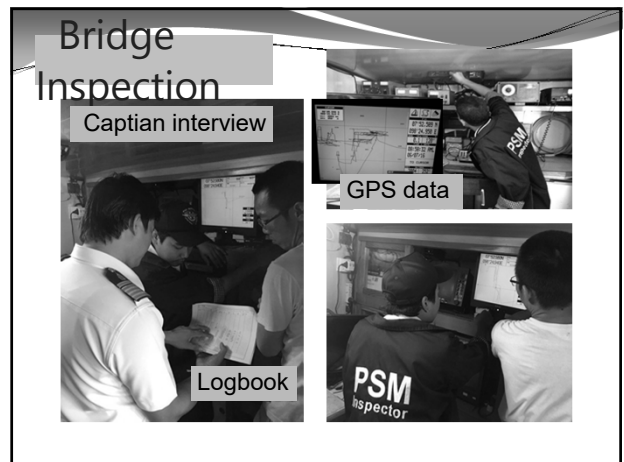 Bridge
Inspection
Captian interview
GPS data
Logbook
PSM
PSM
Inspector